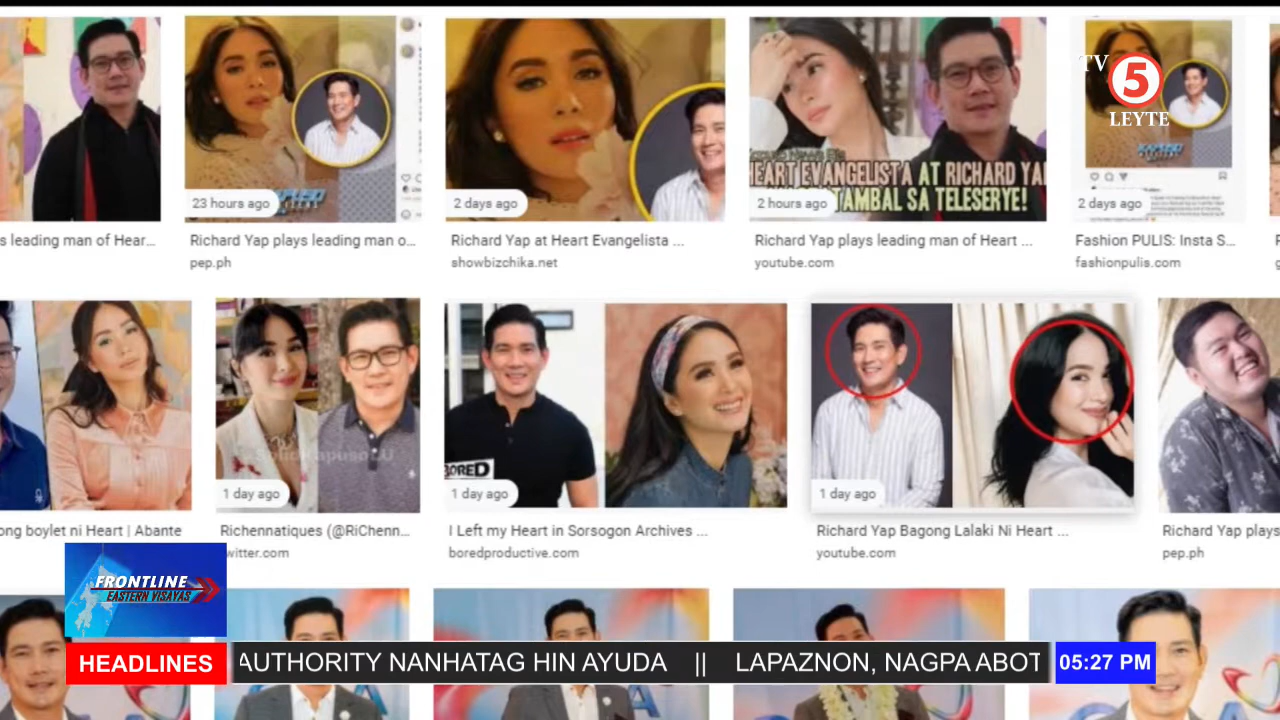 TV
5
LEYTE
HEART EVANGELISTA AT RICHARD YAP
TAMBAL SA TELESERYE!
23 hours ago
2 days ago
2 hours ago
2 days ago
s leading man of Hear...
Richard Yap plays leading man o...
Richard Yap at Heart Evangelista ...
Richard Yap plays leading man of Heart ...
Fashion PULIS: Insta S...
pep.ph
showbizchika.net
youtube.com
fashionpulis.com
BORED
1 day ago
1 day ago
1 day ago
ong boylet ni Heart | Abante
Richennatiques (@RiChenn...
I Left my Heart in Sorsogon Archives ...
Richard Yap Bagong Lalaki Ni Heart ...
Richard Yap plays
twitter.com
boredproductive.com
youtube.com
pep.ph
FRONTLINE
EASTERN VISAYAS
HEADLINES
AUTHORITY NANHATAG HIN AYUDA || LAPAZNON, NAGPA ABOT
05:27 PM